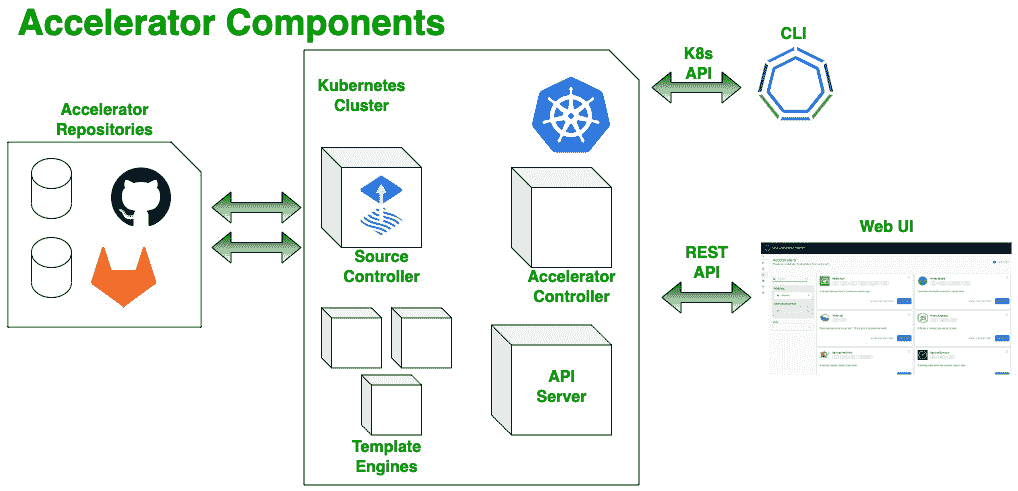 Accelerator Components
Accelerator
Repositories
Kubernetes
Cluster
Source
Controller
Accelerator
Controller
Template
Engines
API
Server
K8s
API
CLI
REST
API
Web UI
Accelerators